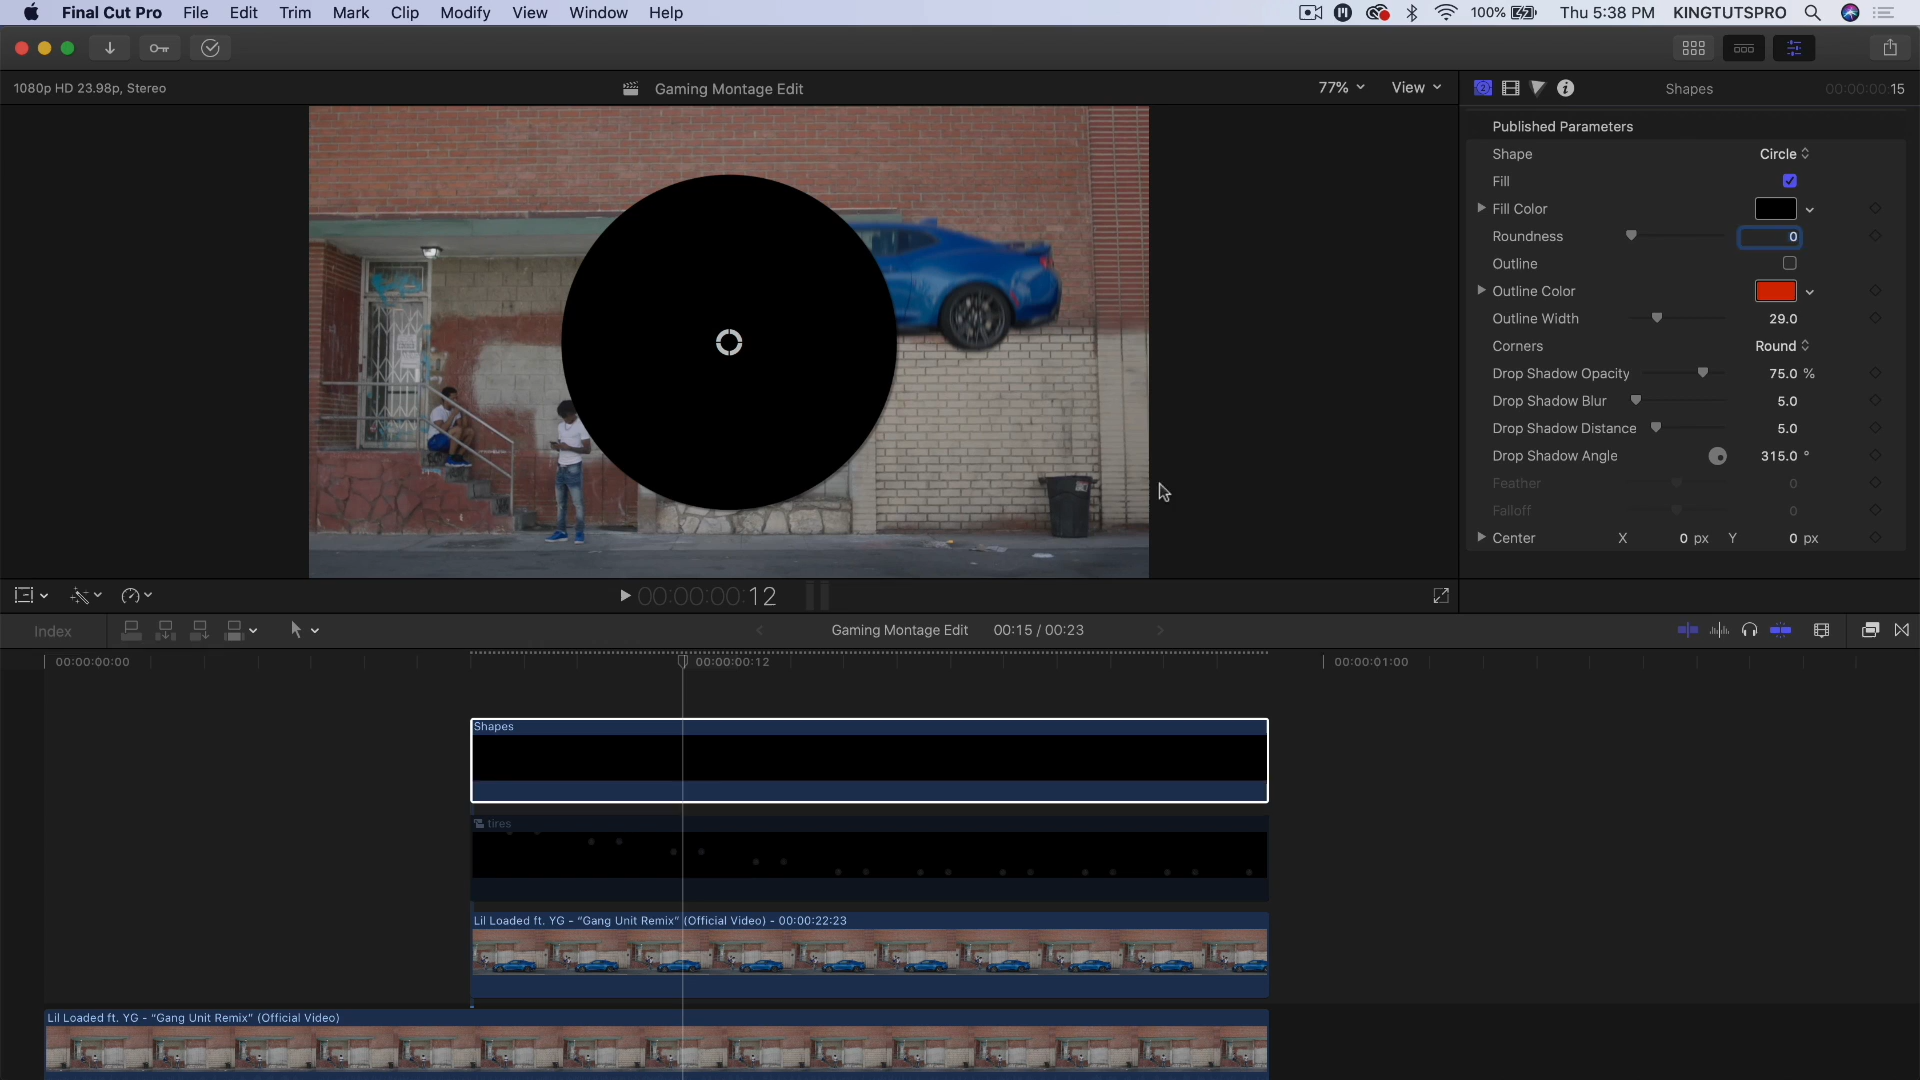 Final Cut Pro File Edit Trim Mark Clip Modify View Window Help 100% Thu 5:38 PM KINGTUTSPRO
1080p HD 23.98p, Stereo Gaming Montage Edit 77% View Shapes 00:00:00:15
Published Parameters
Shape Circle
Fill
Fill Color
Roundness 0
Outline
Outline Color
Outline Width 29.0
Corners Round
Drop Shadow Opacity 75.0 %
Drop Shadow Blur 5.0
Drop Shadow Distance 5.0
Drop Shadow Angle 315.0 °
Feather 0
Falloff 0
Center X 0 px Y 0 px
00:00:00:12
Index Gaming Montage Edit 00:15 / 00:23
00:00:00:00 00:00:00:12 00:00:01:00
Shapes
tires
Lil Loaded ft. YG - “Gang Unit Remix” (Official Video) - 00:00:22:23
Lil Loaded ft. YG - “Gang Unit Remix” (Official Video)